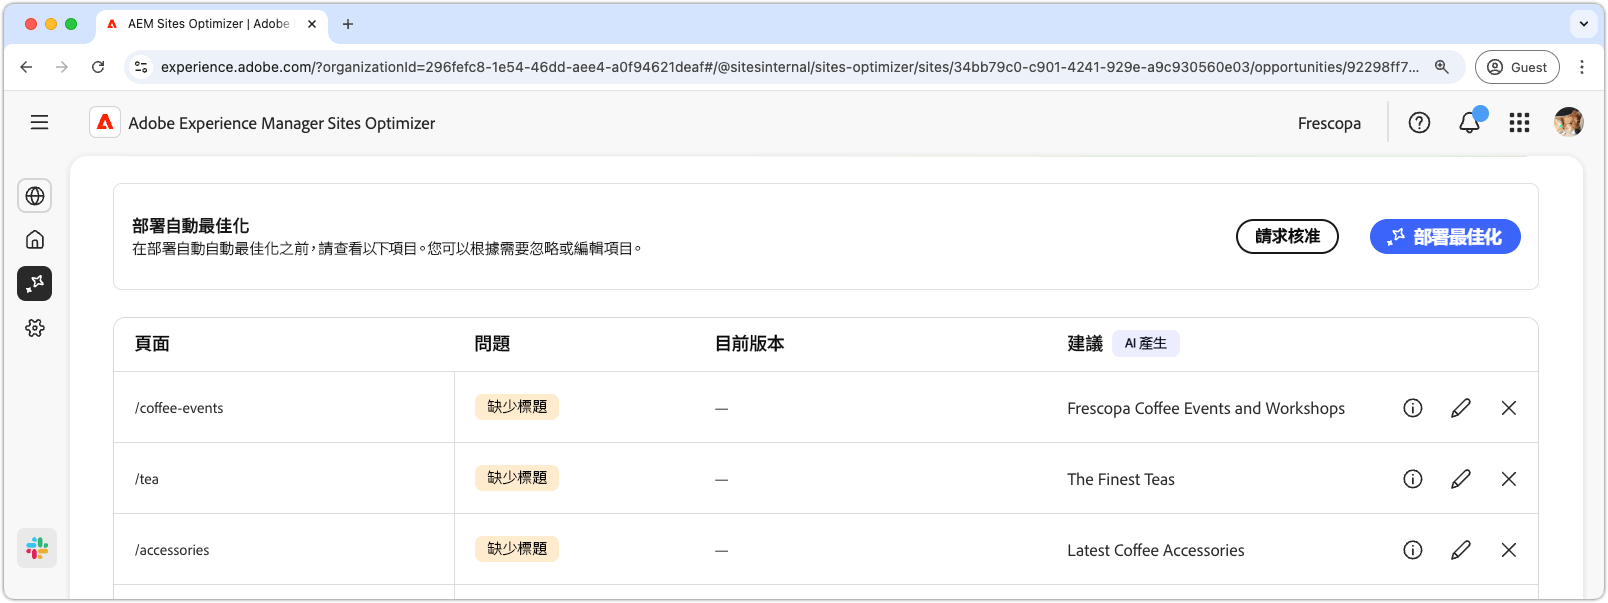 AEM Sites Optimizer | Adobe
experience.adobe.com/?organizationId=296fefc8-1e54-46dd-aee4-a0f94621deaf#/@sitesinternal/sites-optimizer/sites/34bb79c0-c901-4241-929e-a9c930560e03/opportunities/92298ff7...
Guest
Adobe Experience Manager Sites Optimizer
Frescopa
部署自動最佳化
在部署自動自動最佳化之前，請查看以下項目。您可以根據需要忽略或編輯項目。
請求核准
部署最佳化
頁面 問題 目前版本 建議 AI 產生
/coffee-events 缺少標題 — Frescopa Coffee Events and Workshops
/tea 缺少標題 — The Finest Teas
/accessories 缺少標題 — Latest Coffee Accessories